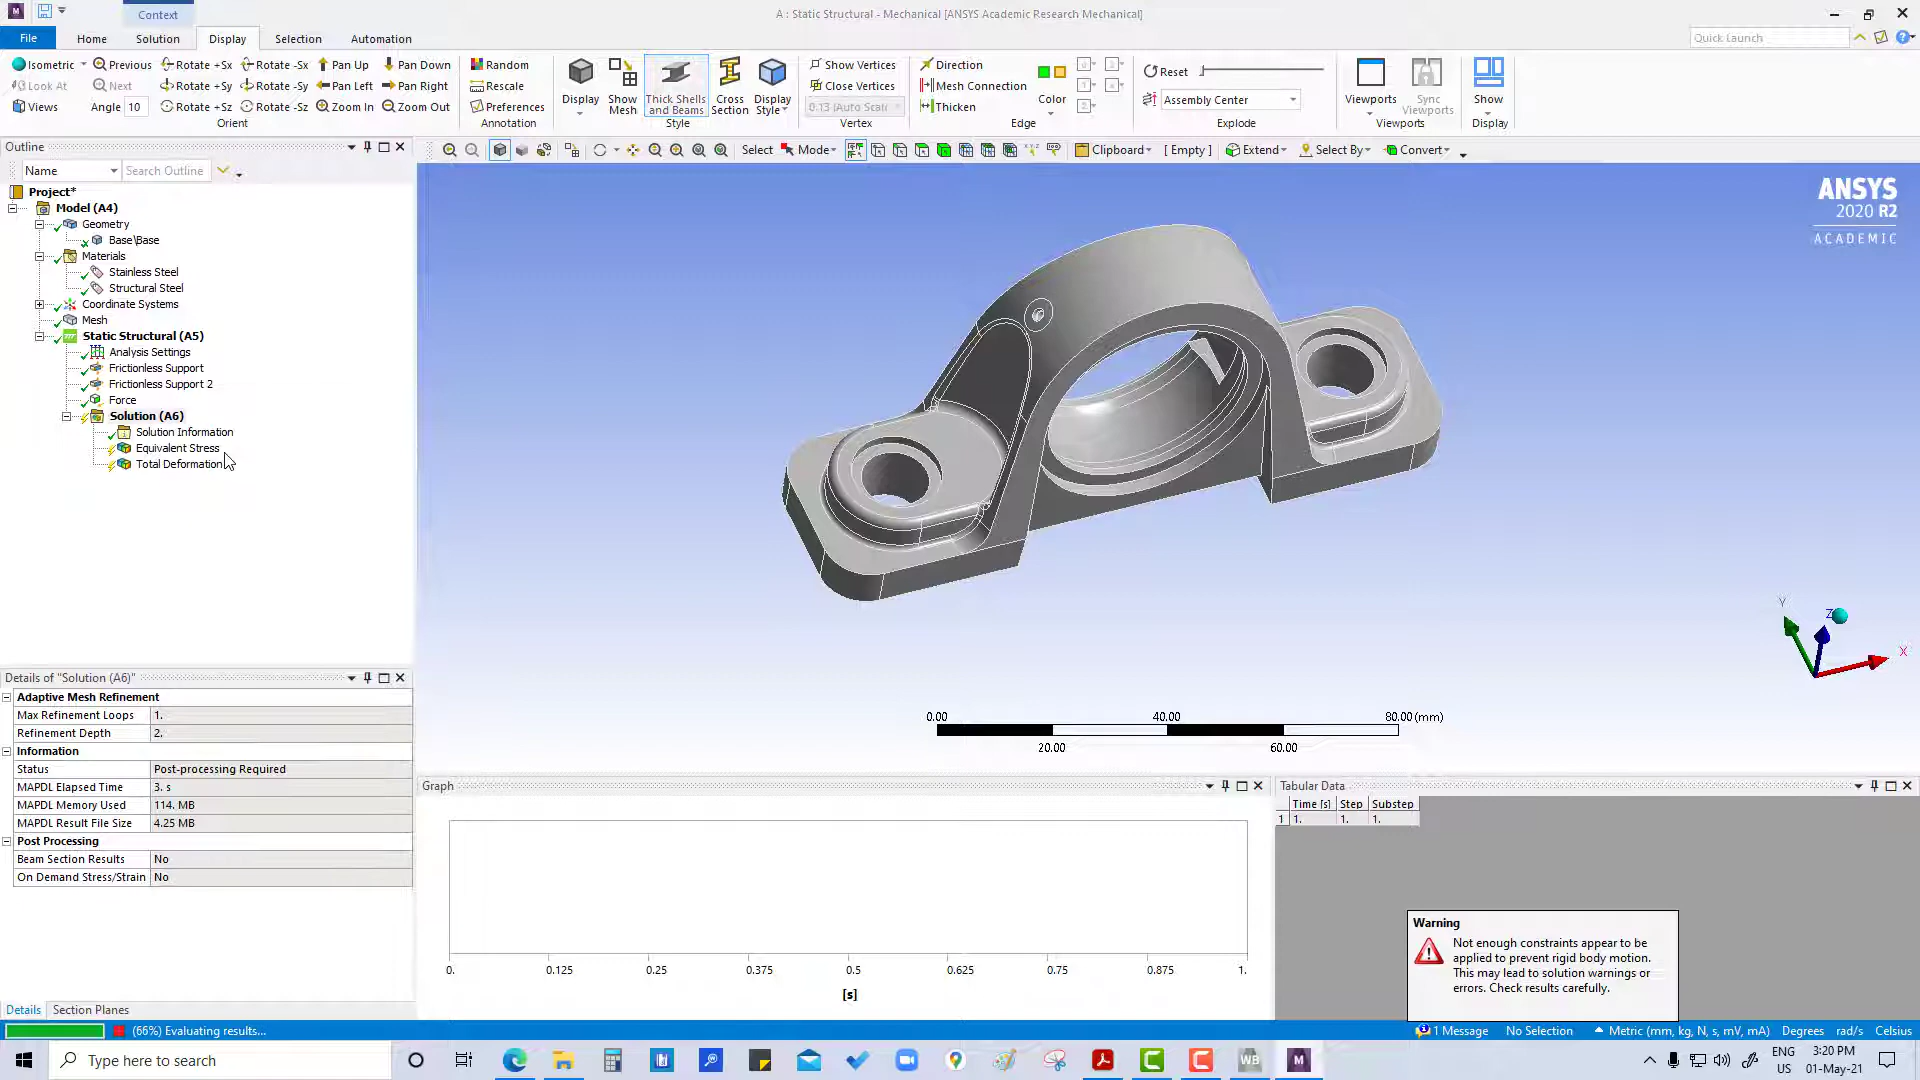 Context
A : Static Structural - Mechanical [ANSYS Academic Research Mechanical]
File Home Solution Display Selection Automation
Quick Launch
Isometric Previous Rotate +Sx Rotate -Sx Pan Up Pan Down Random Show Vertices Direction Reset
Look At Next Rotate +Sy Rotate -Sy Pan Left Pan Right Rescale Close Vertices Mesh Connection
Views Angle 10 Rotate +Sz Rotate -Sz Zoom In Zoom Out Preferences 0.13 (Auto Scale Thicken Assembly Center
Display Show Mesh Thick Shells and Beams Cross Section Display Style Color Viewports Sync Viewports Show
Orient Annotation Style Vertex Edge Explode Viewports Display
Outline
Name Search Outline
Select Mode Clipboard [ Empty ] Extend Select By Convert
Project*
Model (A4)
Geometry
Base\Base
Materials
Stainless Steel
Structural Steel
Coordinate Systems
Mesh
Static Structural (A5)
Analysis Settings
Frictionless Support
Frictionless Support 2
Force
Solution (A6)
Solution Information
Equivalent Stress
Total Deformation
ANSYS
2020 R2
ACADEMIC
Y
Z
X
0.00 40.00 80.00 (mm)
20.00 60.00
Details of "Solution (A6)"
Adaptive Mesh Refinement
Max Refinement Loops 1.
Refinement Depth 2.
Information
Status Post-processing Required
MAPDL Elapsed Time 3. s
MAPDL Memory Used 114. MB
MAPDL Result File Size 4.25 MB
Post Processing
Beam Section Results No
On Demand Stress/Strain No
Details Section Planes
Graph
0. 0.125 0.25 0.375 0.5 0.625 0.75 0.875 1.
[s]
Tabular Data
Time [s] Step Substep
1 1. 1. 1.
Warning
Not enough constraints appear to be
applied to prevent rigid body motion.
This may lead to solution warnings or
errors. Check results carefully.
(66%) Evaluating results...
1 Message No Selection Metric (mm, kg, N, s, mV, mA) Degrees rad/s Celsius
Type here to search
WB
M
ENG
US
3:20 PM
01-May-21